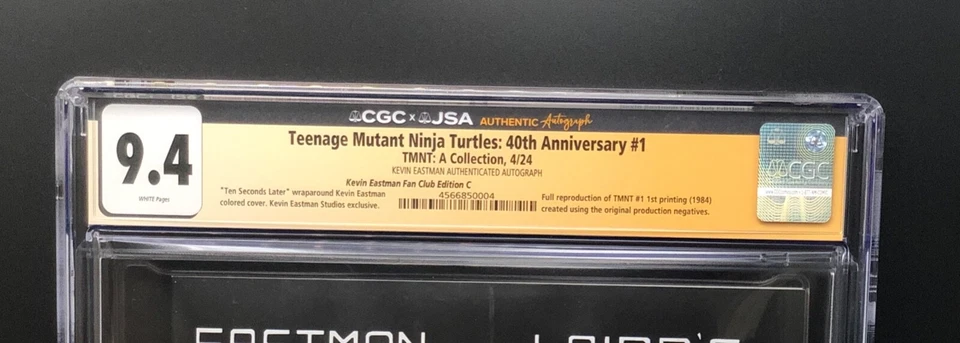 CGC x JSA AUTHENTIC Autograph
9.4
WHITE Pages
Teenage Mutant Ninja Turtles: 40th Anniversary #1
TMNT: A Collection, 4/24
KEVIN EASTMAN AUTHENTICATED AUTOGRAPH
Kevin Eastman Fan Club Edition C
"Ten Seconds Later" wraparound Kevin Eastman
colored cover. Kevin Eastman Studios exclusive.
4566850004
Full reproduction of TMNT #1 1st printing (1984)
created using the original production negatives.
CGC
EASTMAN LAIRD'S